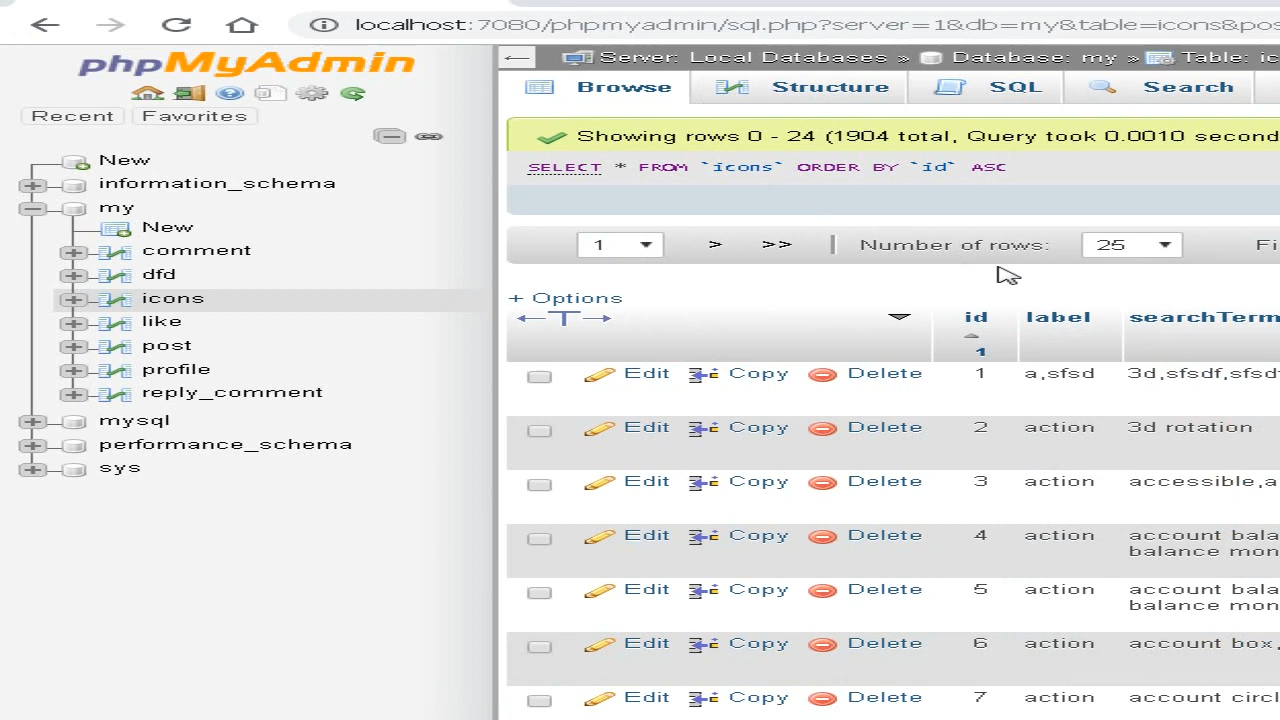 localhost:7080/phpmyadmin/sql.php?server=1&db=my&table=icons&pos
phpMyAdmin
Recent Favorites
New
information_schema
my
New
comment
dfd
icons
like
post
profile
reply_comment
mysql
performance_schema
sys
Server: Local Databases » Database: my » Table: ic
Browse Structure SQL Search
Showing rows 0 - 24 (1904 total, Query took 0.0010 second
SELECT * FROM `icons` ORDER BY `id` ASC
1 > >> | Number of rows: 25 Fi
+ Options
←T→ id 1 label searchTerm
Edit Copy Delete 1 a,sfsd 3d,sfsdf,sfsdf
Edit Copy Delete 2 action 3d rotation
Edit Copy Delete 3 action accessible,a
Edit Copy Delete 4 action account bala
balance mon
Edit Copy Delete 5 action account bala
balance mon
Edit Copy Delete 6 action account box,
Edit Copy Delete 7 action account circl